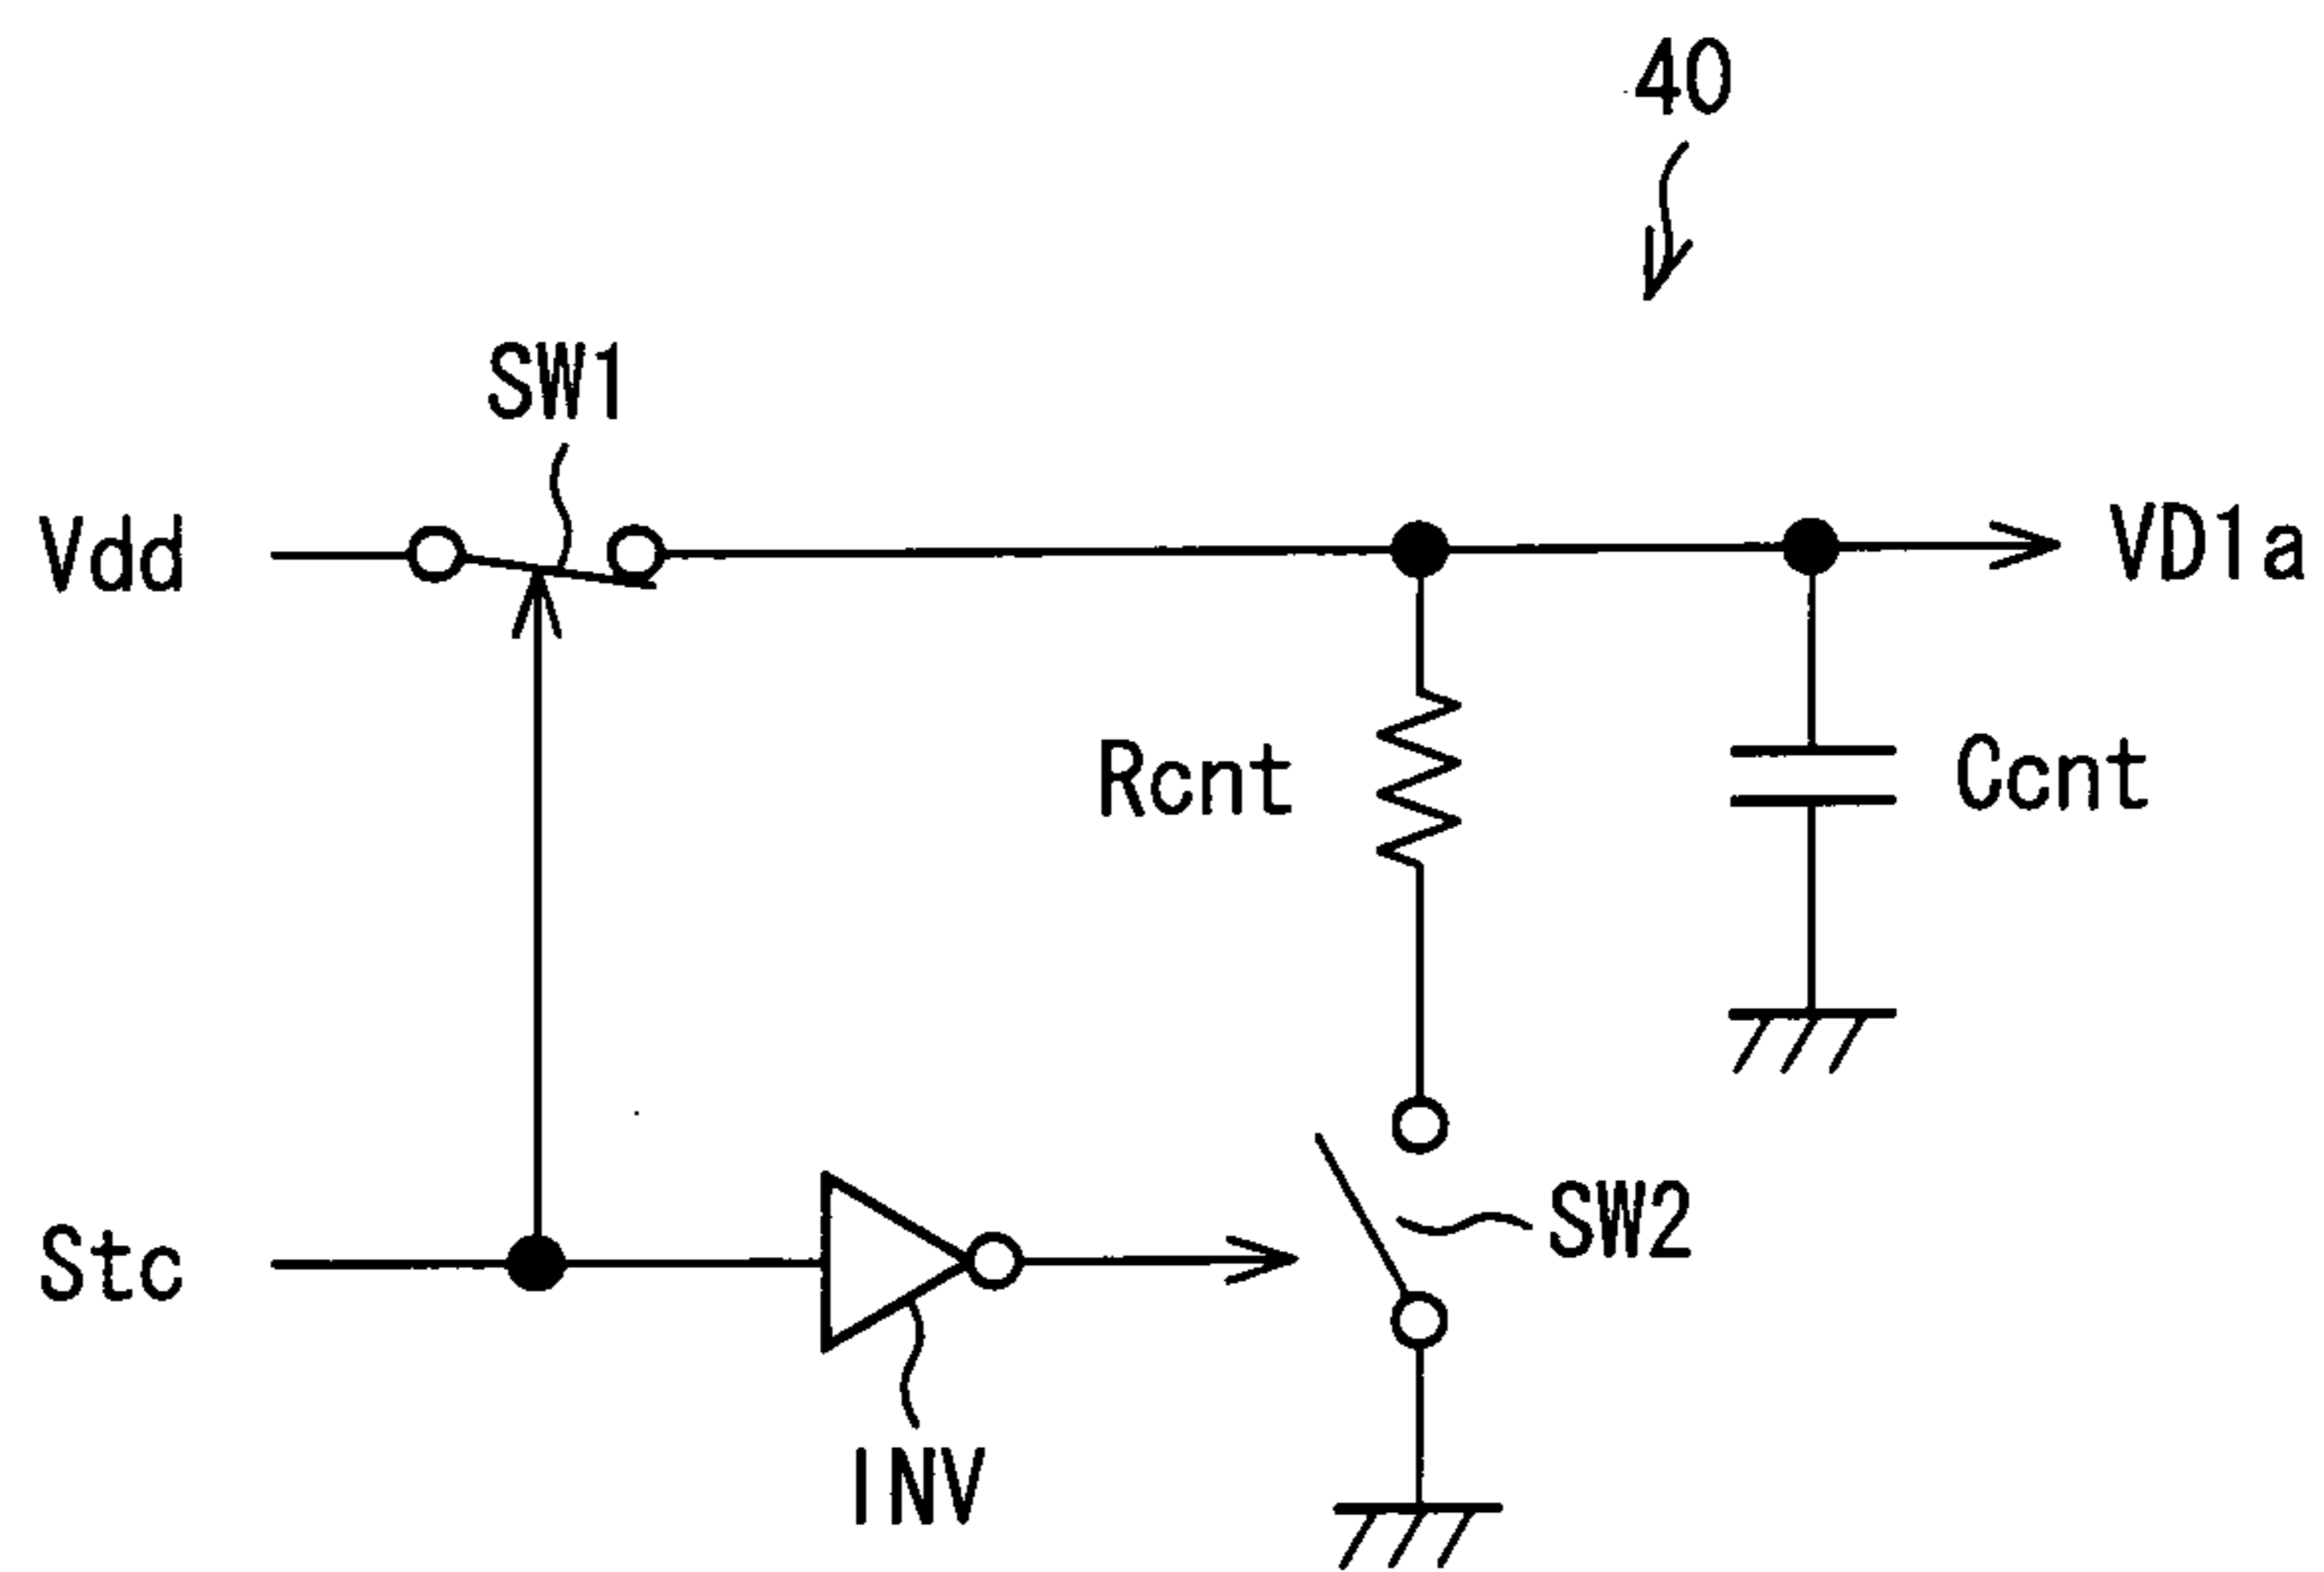 40
SW1
Vdd
VD1a
Rcnt
Ccnt
Stc
SW2
INV